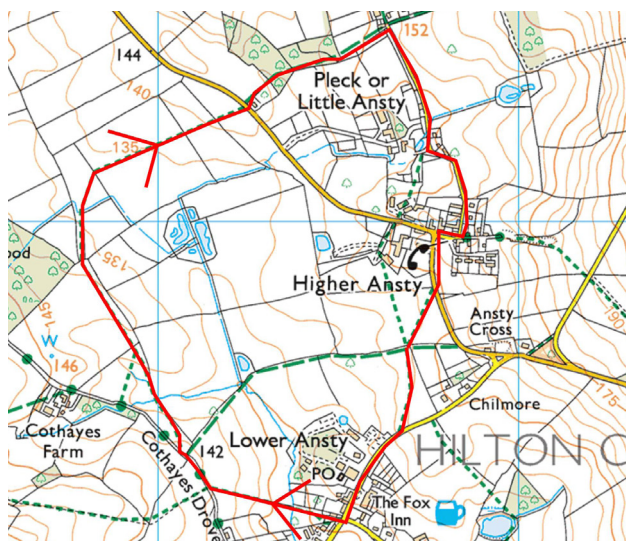 152
144
Pleck or
Little Ansty
140
135
ood
135
Higher Ansty
Ansty
Cross
190
175
145
W
146
Cothayes
Farm
Chilmore
142
Lower Ansty
HILTON C
Cothayes Drove
PO
The Fox
Inn